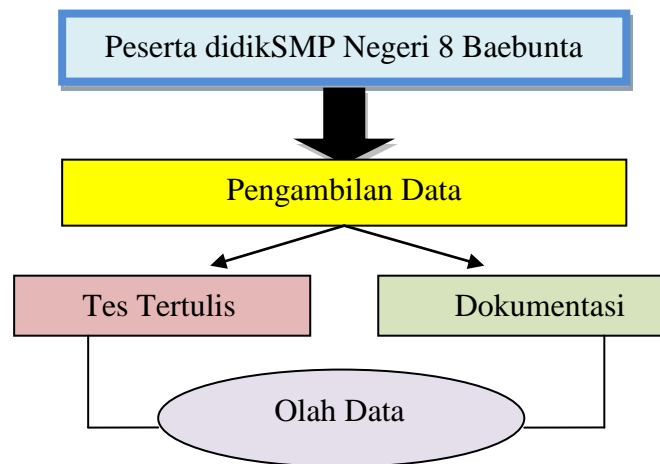 Peserta didikSMP Negeri 8 Baebunta
Pengambilan Data
Tes Tertulis
Dokumentasi
Olah Data